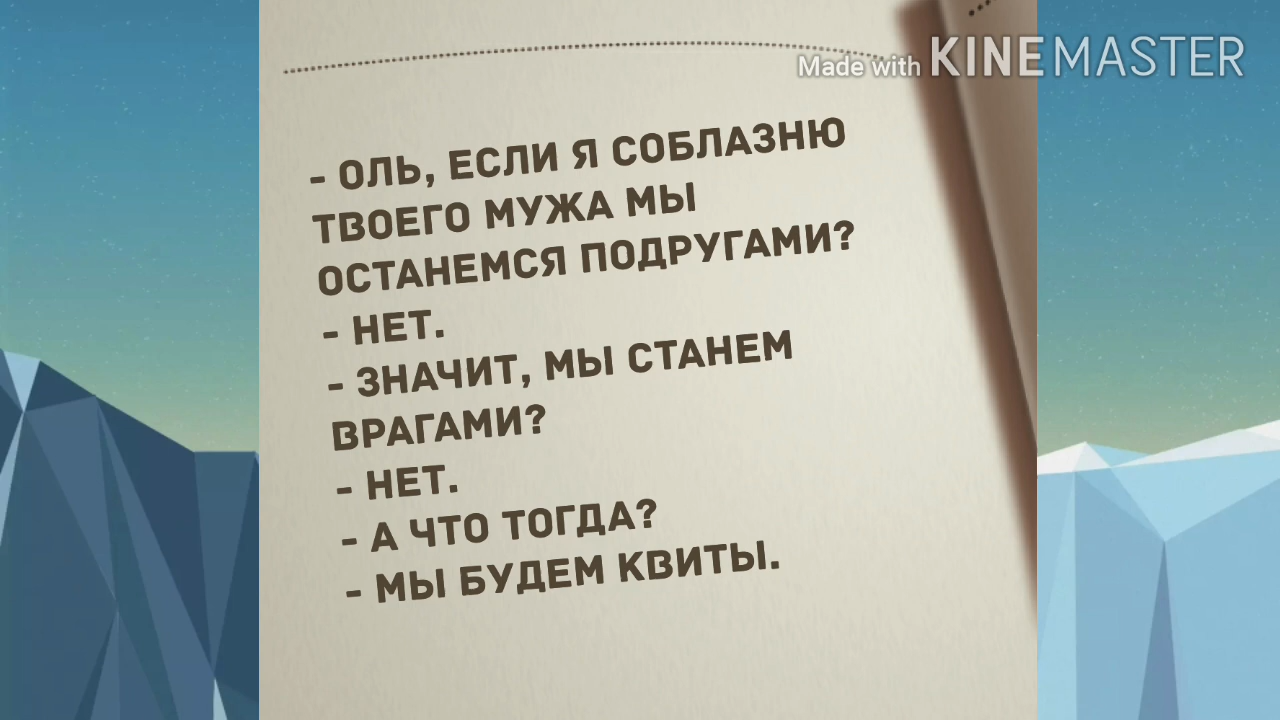 Made with KINEMASTER
- ОЛЬ, ЕСЛИ Я СОБЛАЗНЮ
ТВОЕГО МУЖА МЫ
ОСТАНЕМСЯ ПОДРУГАМИ?
- НЕТ.
- ЗНАЧИТ, МЫ СТАНЕМ
ВРАГАМИ?
- НЕТ.
- А ЧТО ТОГДА?
- МЫ БУДЕМ КВИТЫ.